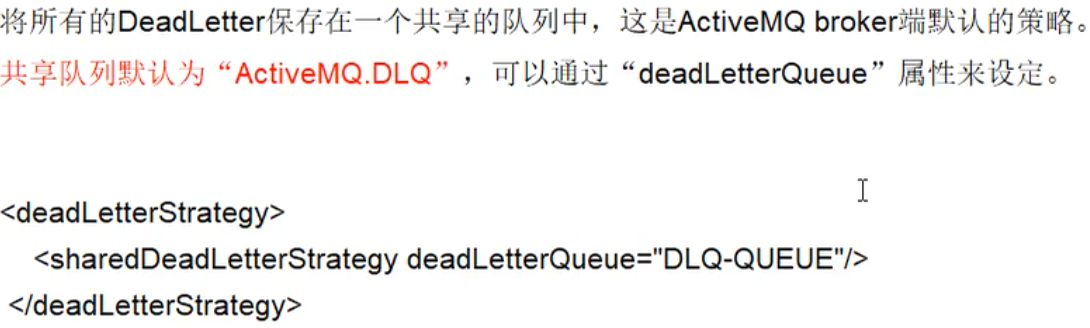 将所有的DeadLetter保存在一个共享的队列中，这是ActiveMQ broker端默认的策略。
共享队列默认为“ActiveMQ.DLQ”，可以通过“deadLetterQueue”属性来设定。
<deadLetterStrategy>
<sharedDeadLetterStrategy deadLetterQueue="DLQ-QUEUE"/>
</deadLetterStrategy>